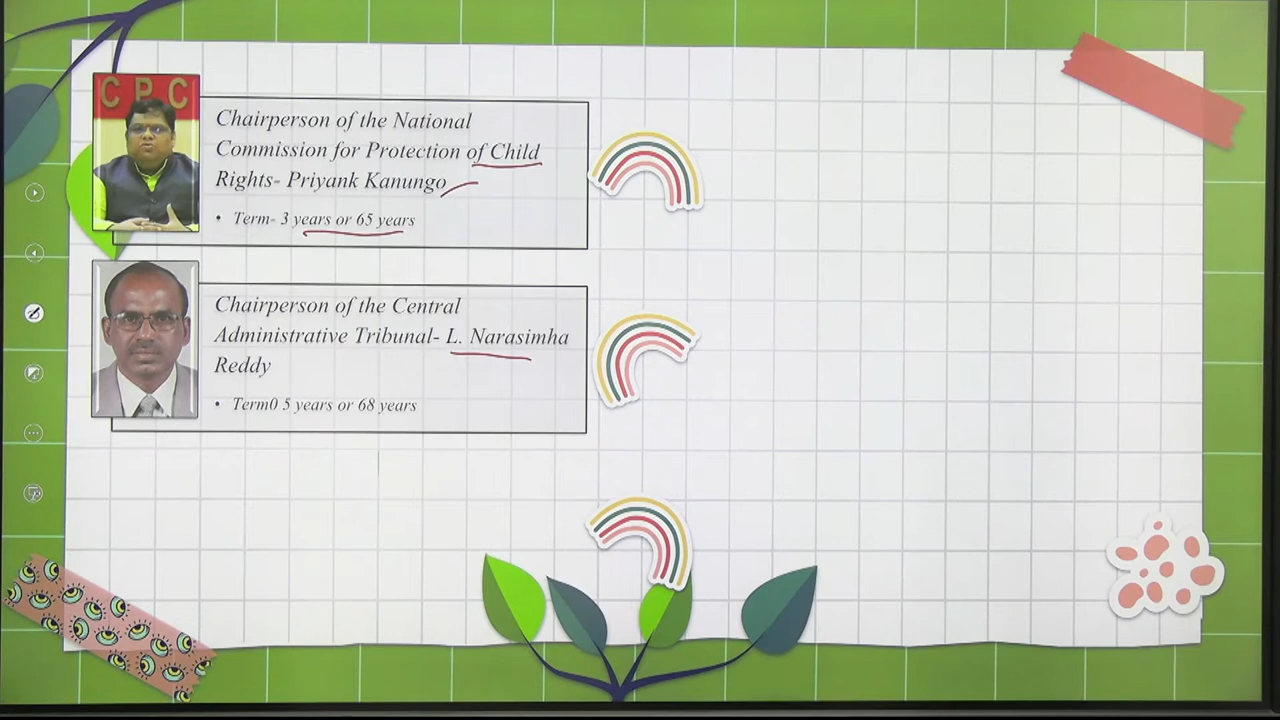 C P C
Chairperson of the National
Commission for Protection of Child
Rights- Priyank Kanungo
• Term- 3 years or 65 years
Chairperson of the Central
Administrative Tribunal- L. Narasimha
Reddy
• Term0 5 years or 68 years